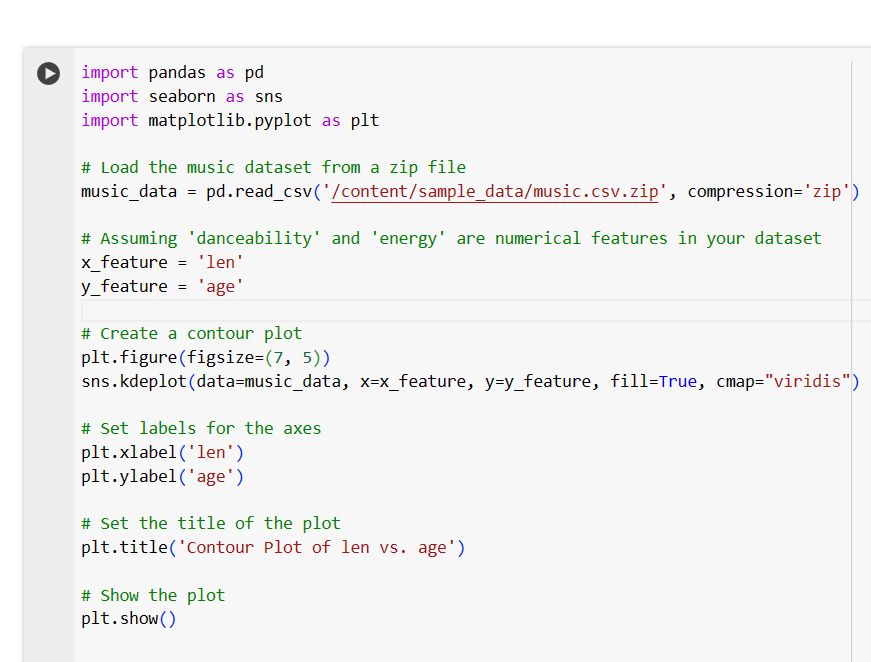 import pandas as pd
import seaborn as sns
import matplotlib.pyplot as plt
# Load the music dataset from a zip file
music_data = pd.read_csv('/content/sample_data/music.csv.zip', compression='zip')
# Assuming 'danceability' and 'energy' are numerical features in your dataset
x_feature = 'len'
y_feature = 'age'
# Create a contour plot
plt.figure(figsize=(7, 5))
sns.kdeplot(data=music_data, x=x_feature, y=y_feature, fill=True, cmap="viridis")
# Set labels for the axes
plt.xlabel('len')
plt.ylabel('age')
# Set the title of the plot
plt.title('Contour Plot of len vs. age')
# Show the plot
plt.show()